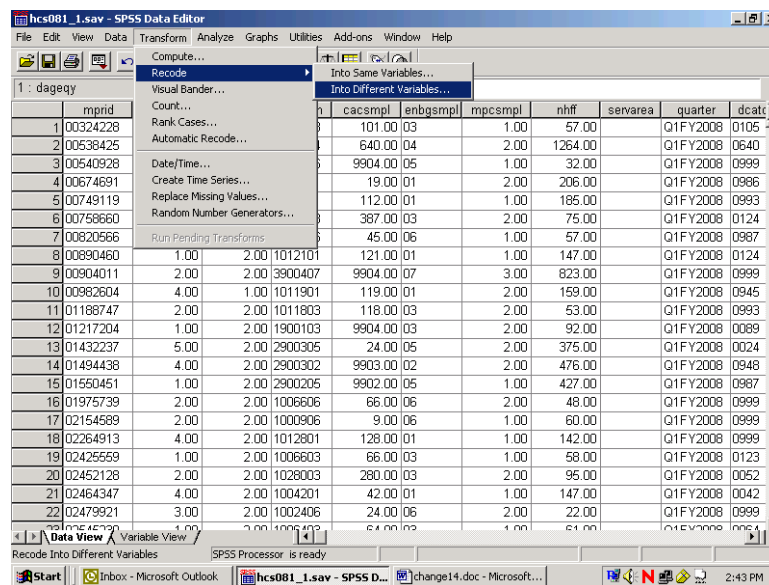 hcs081_1.sav - SPSS Data Editor
File Edit View Data Transform Analyze Graphs Utilities Add-ons Window Help
Compute...
Recode
Into Same Variables...
1 : dageqy
Visual Bander...
Into Different Variables...
mprid cacsmpl enbgsmpl mpcsmpl nhff servarea quarter
Count...
1 00324228 101.00 03 1.00 57.00 Q1FY2008 0105
Rank Cases...
2 00538425 640.00 04 2.00 1264.00 Q1FY2008 0640
Automatic Recode...
3 00540928 9904.00 05 1.00 32.00 Q1FY2008 0999
Date/Time...
4 00674691 19.00 01 2.00 206.00 Q1FY2008 0986
Create Time Series...
5 00749119 112.00 01 1.00 185.00 Q1FY2008 0993
Replace Missing Values...
6 00758660 387.00 03 2.00 75.00 Q1FY2008 0124
Random Number Generators...
7 00820566 45.00 06 1.00 57.00 Q1FY2008 0987
Run Pending Transforms
8 00890460 1.00 2.00 1012101 121.00 01 1.00 147.00 Q1FY2008 0124
9 00904011 2.00 2.00 3900407 9904.00 07 3.00 823.00 Q1FY2008 0999
10 00982604 4.00 1.00 1011901 119.00 01 2.00 159.00 Q1FY2008 0945
11 01188747 2.00 2.00 1011803 118.00 03 2.00 53.00 Q1FY2008 0993
12 01217204 1.00 2.00 1900103 9904.00 03 2.00 92.00 Q1FY2008 0089
13 01432237 5.00 2.00 2900305 24.00 05 2.00 375.00 Q1FY2008 0024
14 01494438 4.00 2.00 2900302 9903.00 02 2.00 476.00 Q1FY2008 0948
15 01550451 1.00 2.00 2900205 9902.00 05 1.00 427.00 Q1FY2008 0987
16 01975739 2.00 2.00 1006606 66.00 06 2.00 48.00 Q1FY2008 0999
17 02154589 2.00 2.00 1000906 9.00 06 1.00 60.00 Q1FY2008 0999
18 02264913 4.00 2.00 1012801 128.00 01 1.00 142.00 Q1FY2008 0999
19 02425559 1.00 2.00 1006603 66.00 03 1.00 58.00 Q1FY2008 0123
20 02452128 2.00 2.00 1028003 280.00 03 2.00 95.00 Q1FY2008 0052
21 02464347 4.00 2.00 1004201 42.00 01 1.00 147.00 Q1FY2008 0042
22 02479921 3.00 2.00 1002406 24.00 06 2.00 22.00 Q1FY2008 0999
Data View Variable View
Recode Into Different Variables SPSS Processor is ready
Start Inbox - Microsoft Outlook hcs081_1.sav - SPSS D... change14.doc - Microsoft... 2:43 PM